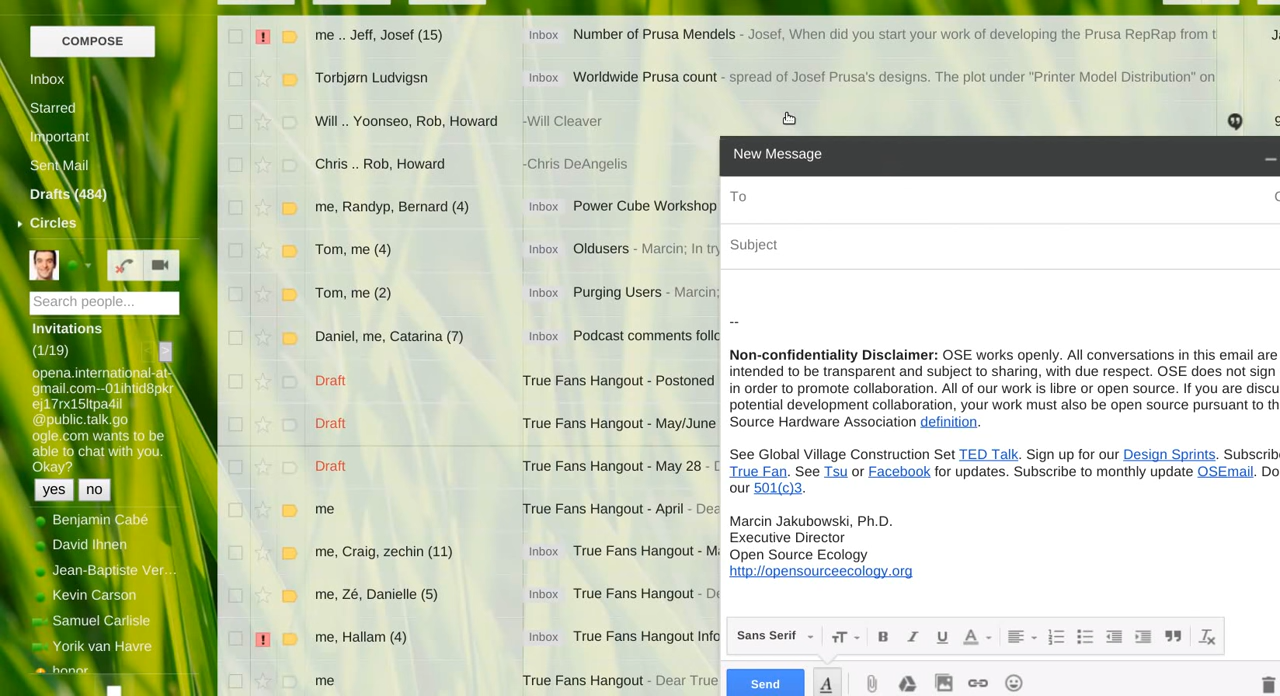 COMPOSE
Inbox
Starred
Important
Sent Mail
Drafts (484)
Circles
Search people...
Invitations
(1/19)
opena.international-at-
gmail.com--01ihtid8pkr
ej17rx15ltpa4il
@public.talk.go
ogle.com wants to be
able to chat with you.
Okay?
yes no
Benjamin Cabé
David Ihnen
Jean-Baptiste Ver…
Kevin Carson
Samuel Carlisle
Yorik van Havre
honor
me .. Jeff, Josef (15) Inbox Number of Prusa Mendels - Josef, When did you start your work of developing the Prusa RepRap from
Torbjørn Ludvigsn Inbox Worldwide Prusa count - spread of Josef Prusa's designs. The plot under "Printer Model Distribution" on
Will .. Yoonseo, Rob, Howard -Will Cleaver
Chris .. Rob, Howard -Chris DeAngelis
me, Randyp, Bernard (4) Inbox Power Cube Workshop
Tom, me (4) Inbox Oldusers - Marcin; In try
Tom, me (2) Inbox Purging Users - Marcin;
Daniel, me, Catarina (7) Inbox Podcast comments follo
Draft True Fans Hangout - Postoned
Draft True Fans Hangout - May/June
Draft True Fans Hangout - May 28 - D
me True Fans Hangout - April - Dea
me, Craig, zechin (11) Inbox True Fans Hangout - Ma
me, Zé, Danielle (5) Inbox True Fans Hangout - De
me, Hallam (4) Inbox True Fans Hangout Info
me True Fans Hangout - Dear True
New Message
To
Subject
--
Non-confidentiality Disclaimer: OSE works openly. All conversations in this email are
intended to be transparent and subject to sharing, with due respect. OSE does not sign
in order to promote collaboration. All of our work is libre or open source. If you are discu
potential development collaboration, your work must also be open source pursuant to th
Source Hardware Association definition.
See Global Village Construction Set TED Talk. Sign up for our Design Sprints. Subscribe
True Fan. See Tsu or Facebook for updates. Subscribe to monthly update OSEmail. Do
our 501(c)3.
Marcin Jakubowski, Ph.D.
Executive Director
Open Source Ecology
http://opensourceecology.org
Sans Serif
Send